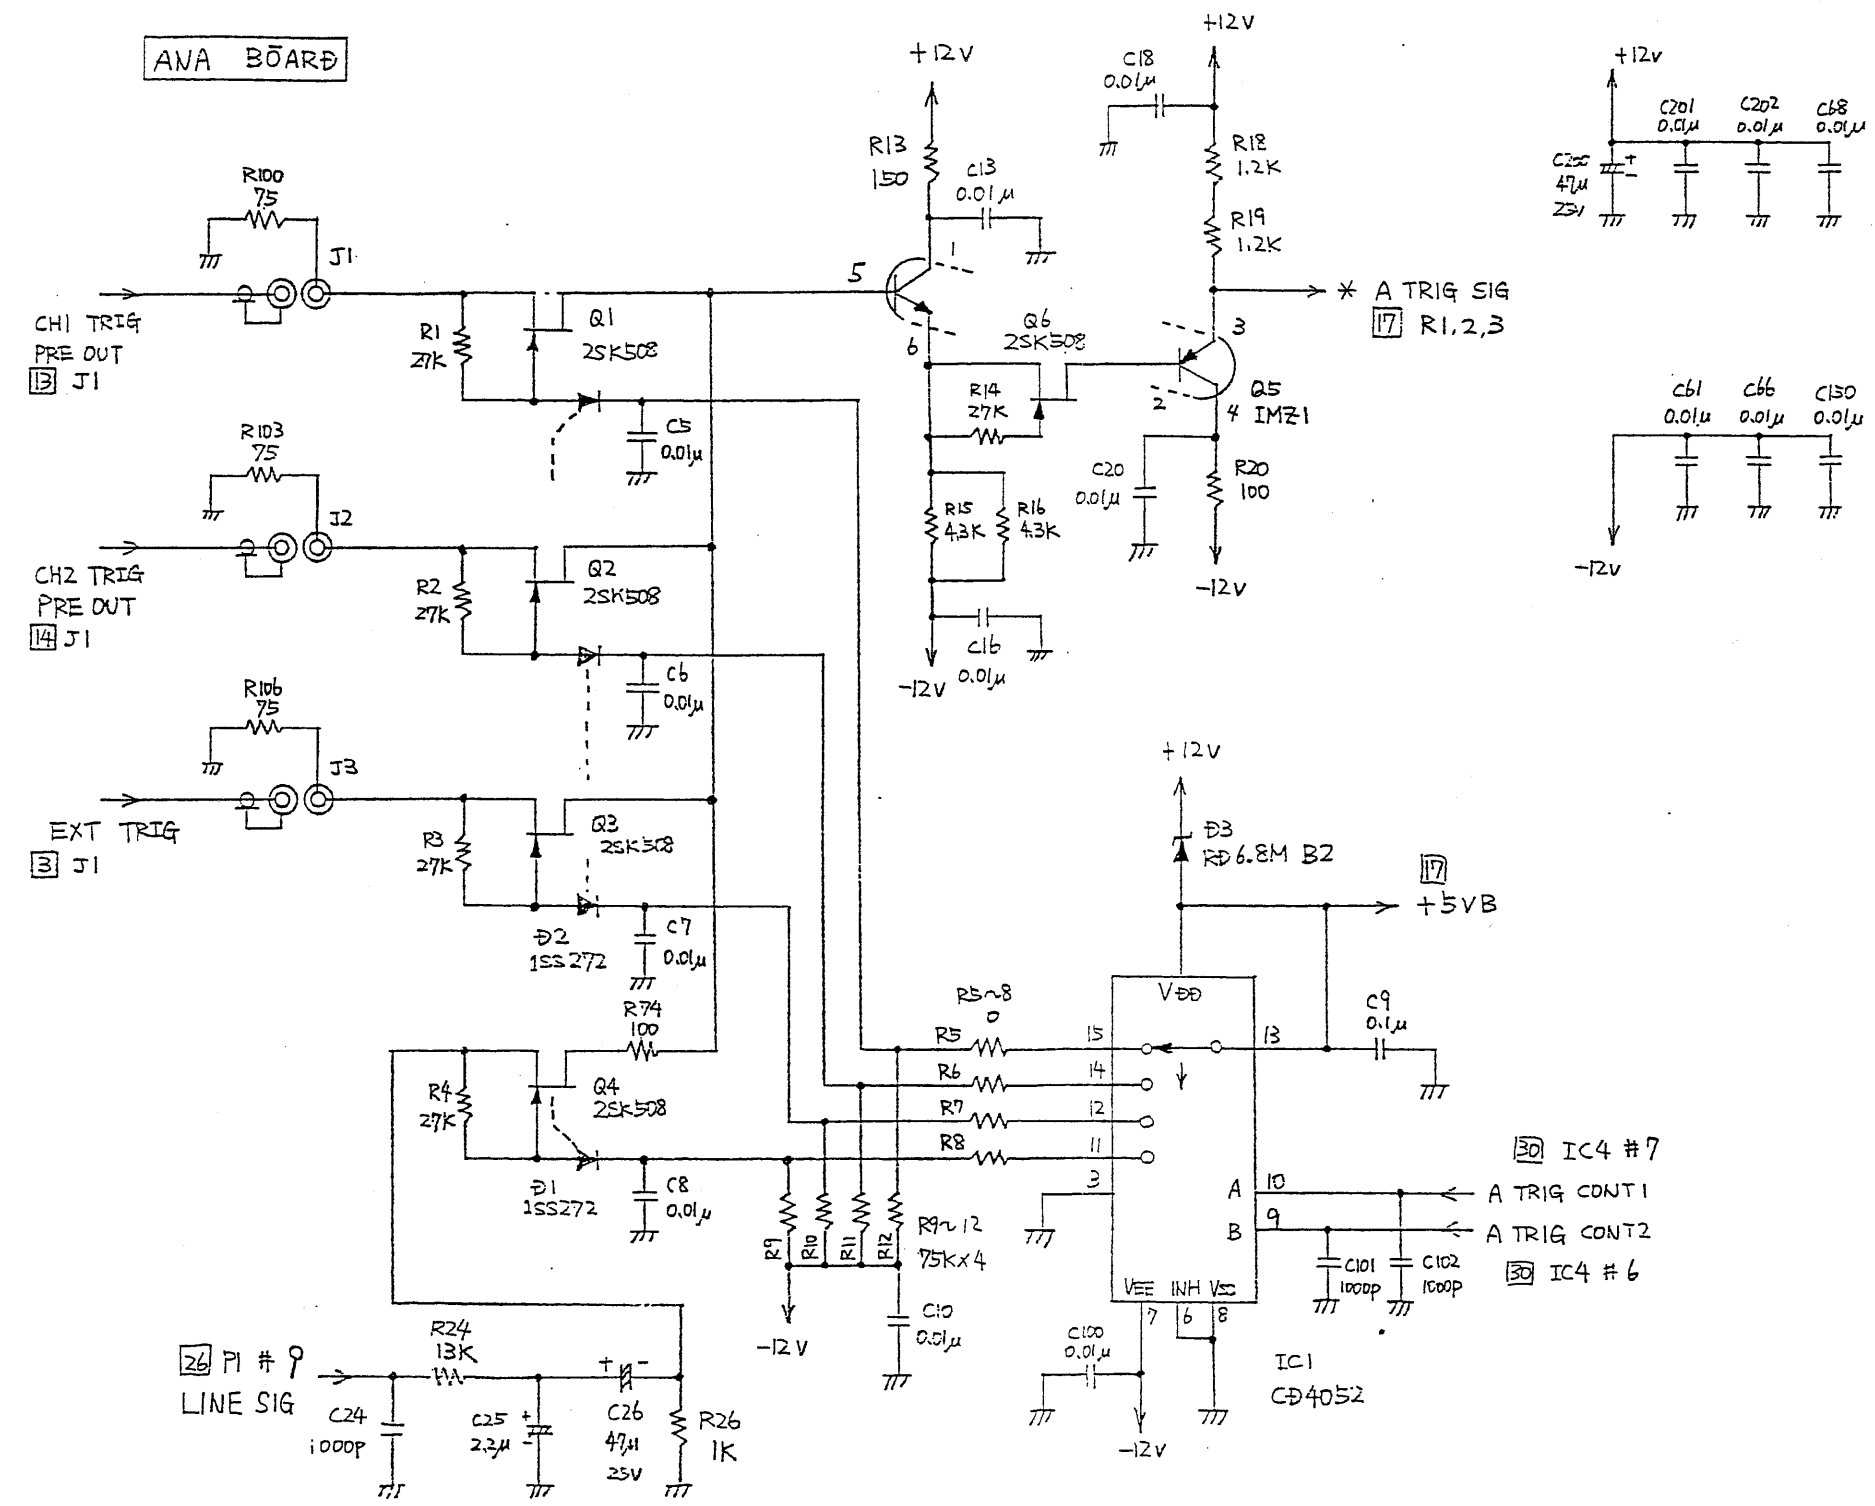 ANA BOARD
R100
75
J1
CH1 TRIG
PRE OUT
13 J1
R1
27K
Q1
2SK508
C5
0.01μ
R103
75
J2
CH2 TRIG
PRE OUT
14 J1
R2
27K
Q2
2SK508
C6
0.01μ
R106
75
J3
EXT TRIG
3 J1
R3
27K
Q3
2SK508
D2
1SS272
C7
0.01μ
R74
100
R4
27K
Q4
2SK508
D1
1SS272
C8
0.01μ
26 P1 # 9
LINE SIG
R24
13K
C24
1000P
C25
2.2μ
+
-
+ -
C26
47μ
25V
R26
1K
+12V
R13
150
C13
0.01μ
1
5
6
Q6
2SK508
R14
27K
R15
4.3K
R16
4.3K
C16
0.01μ
-12V
+12V
C18
0.01μ
R18
1.2K
R19
1.2K
* A TRIG SIG
17 R1,2,3
3
2
4
Q5
IMZ1
C20
0.01μ
R20
100
-12V
+12V
C200
47μ
25V
+
-
C201
0.01μ
C202
0.01μ
C68
0.01μ
C61
0.01μ
C66
0.01μ
C150
0.01μ
-12V
+12V
D3
RD6.8M B2
17
+5VB
VDD
R5~8
0
R5
15
13
C9
0.1μ
R6
14
R7
12
R8
11
3
A
10
B
9
30 IC4 #7
A TRIG CONT1
A TRIG CONT2
30 IC4 #6
C101
1000P
C102
1000P
R9
R10
R11
R12
R9~12
75K×4
-12V
C10
0.01μ
VEE INH VSS
7 6 8
C100
0.01μ
-12V
IC1
CD4052